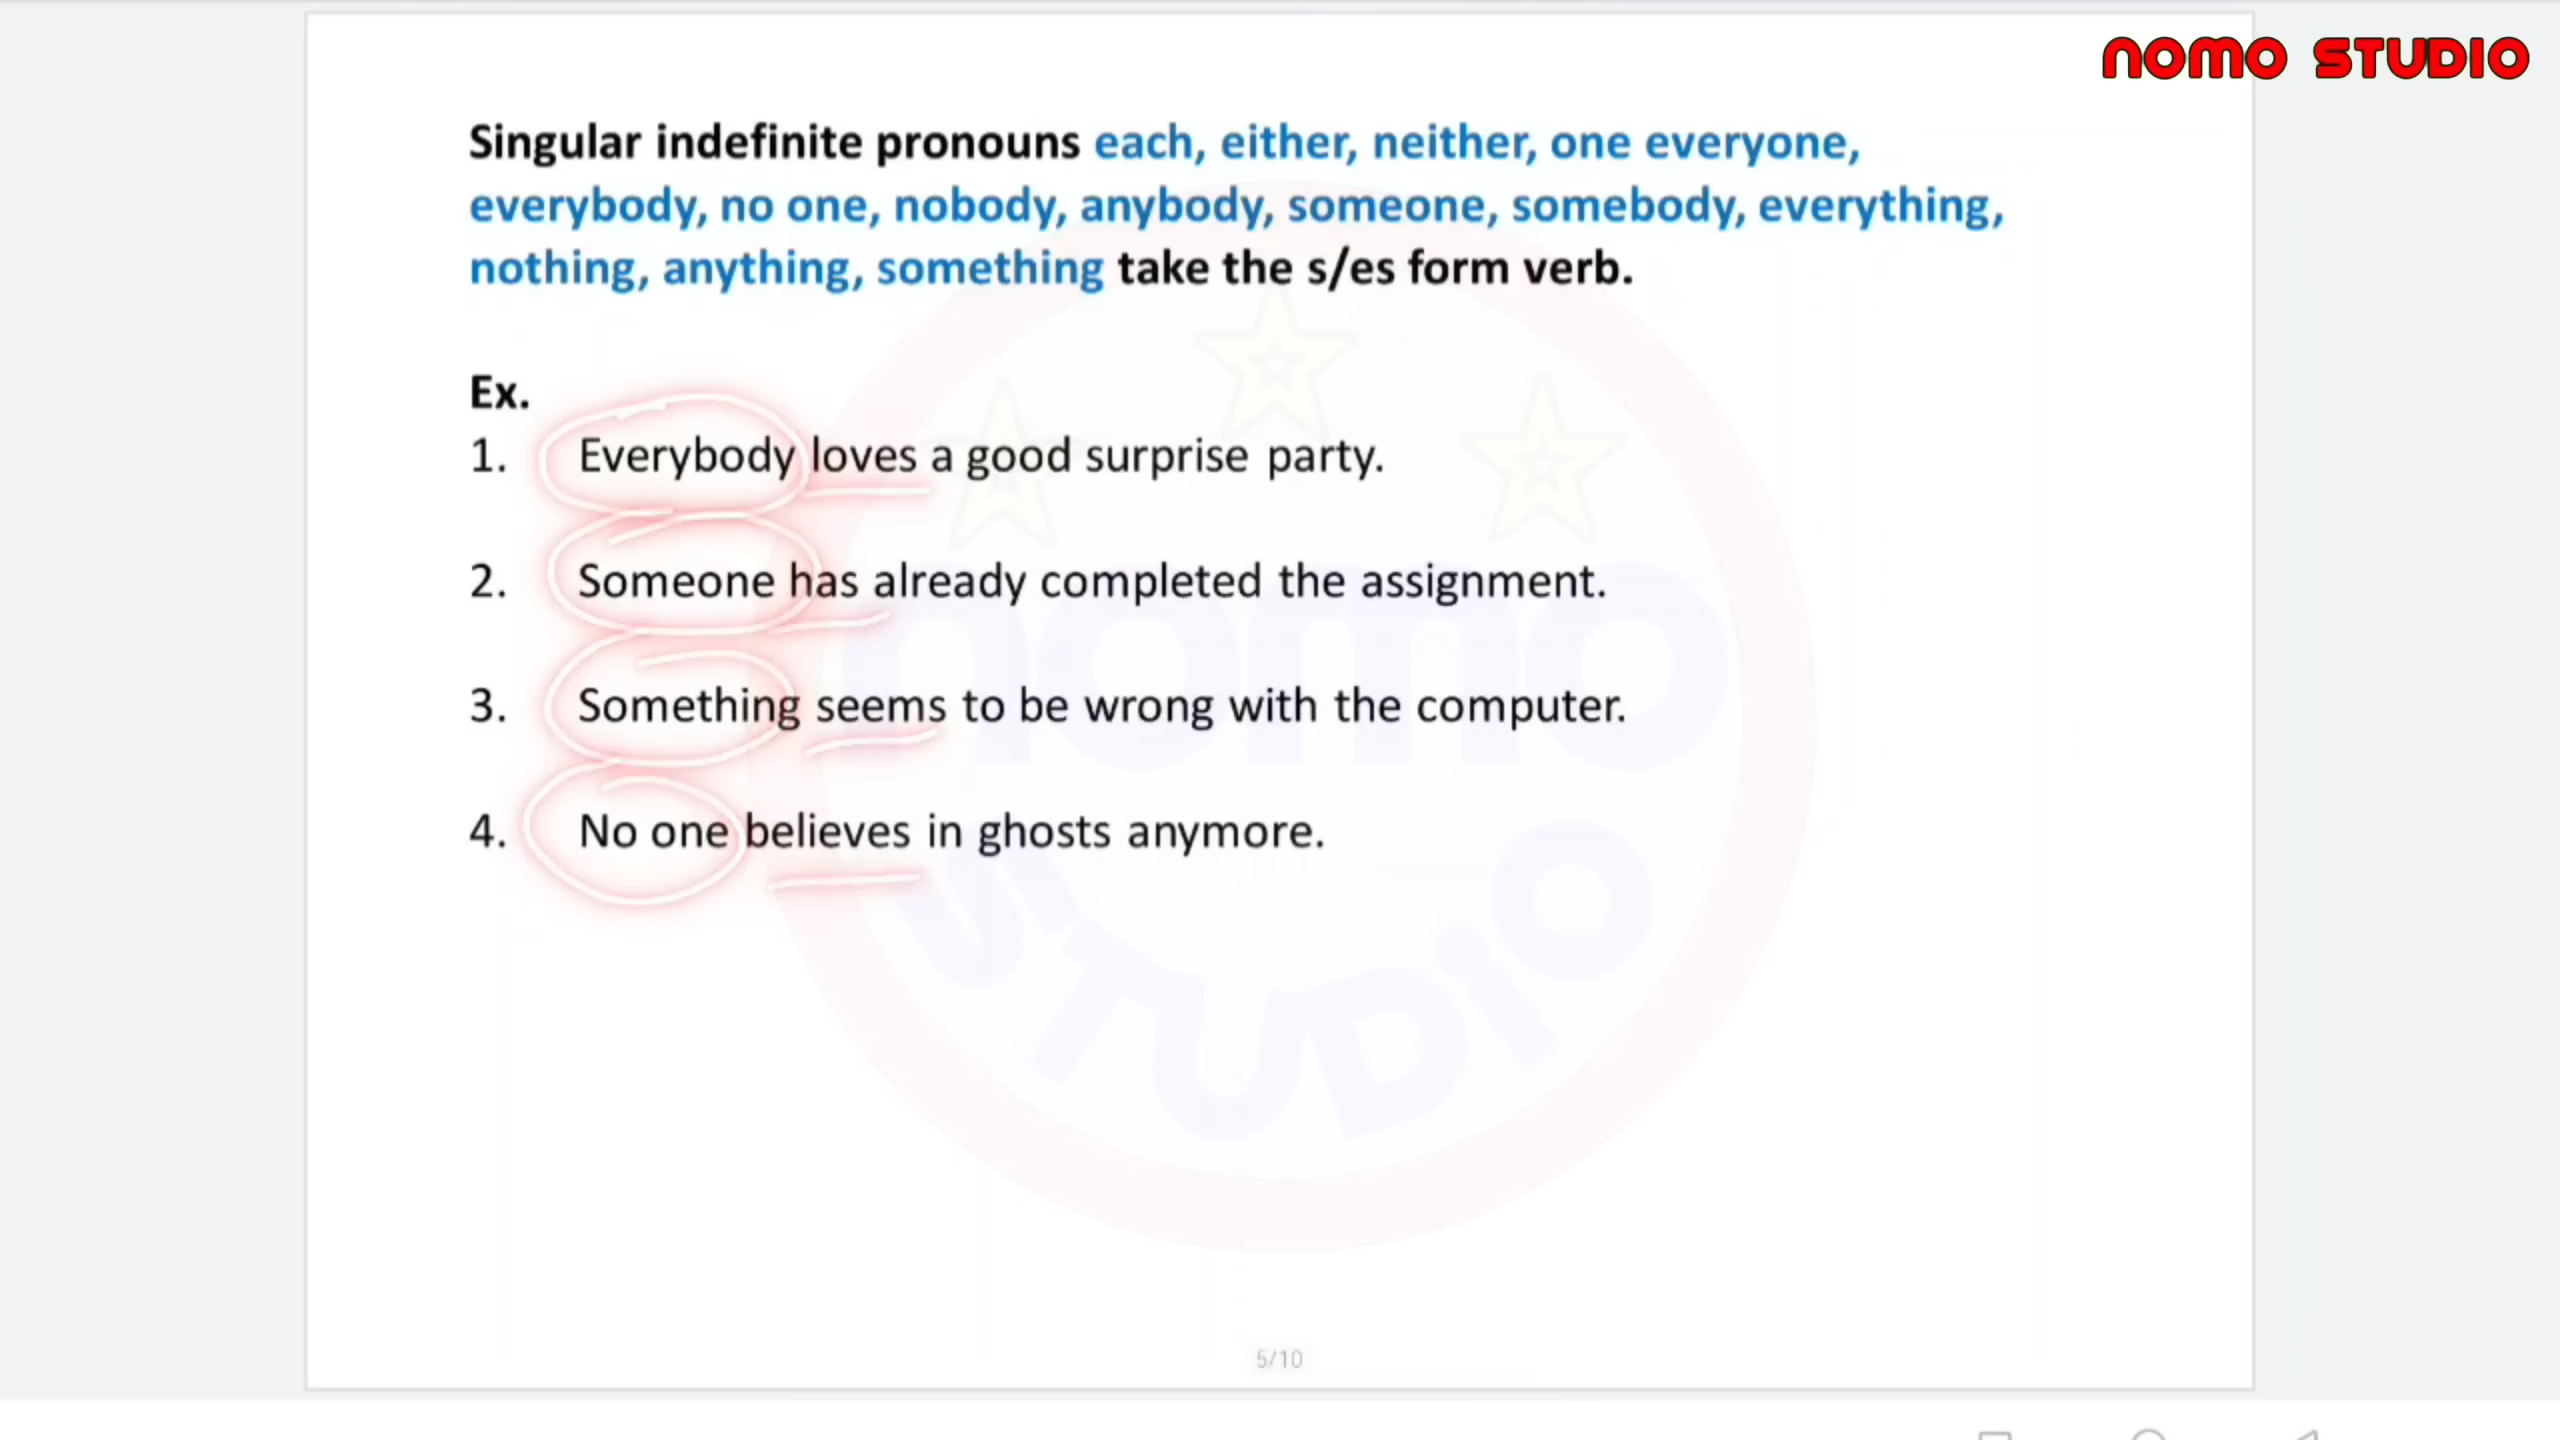 NOMO STUDIO
Singular indefinite pronouns each, either, neither, one everyone,
everybody, no one, nobody, anybody, someone, somebody, everything,
nothing, anything, something take the s/es form verb.
Ex.
1. Everybody loves a good surprise party.
2. Someone has already completed the assignment.
3. Something seems to be wrong with the computer.
4. No one believes in ghosts anymore.
nomo
STUDiO
5/10